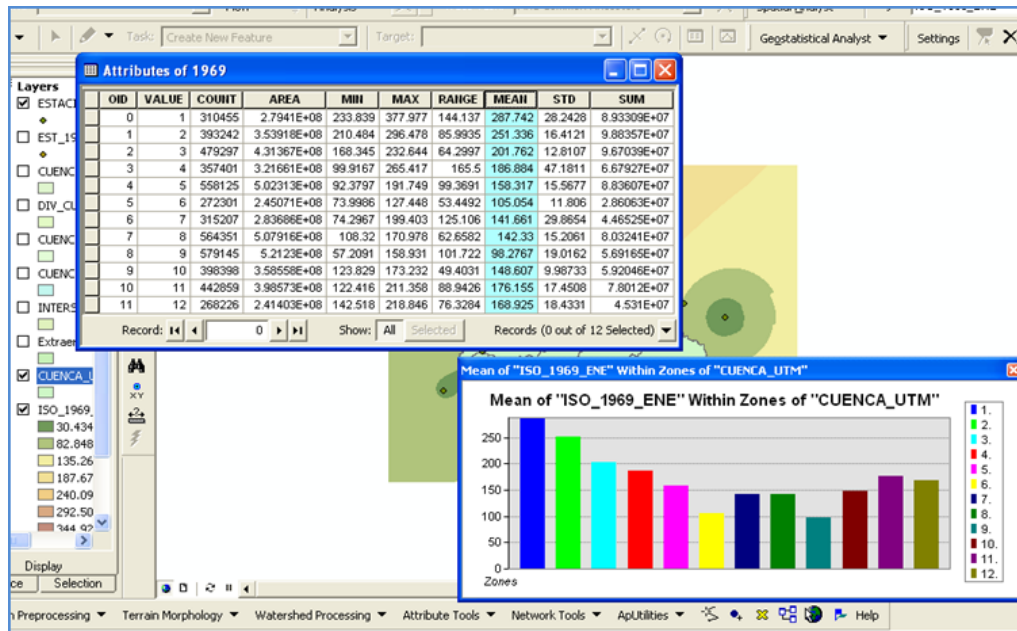 Task: Create New Feature Target: Geostatistical Analyst Settings
Attributes of 1969
OID VALUE COUNT AREA MIN MAX RANGE MEAN STD SUM
0 1 310455 2.7941E+08 233.839 377.977 144.137 287.742 28.2428 8.93309E+07
1 2 393242 3.53918E+08 210.484 296.478 85.9935 251.336 16.4121 9.88357E+07
2 3 479297 4.31367E+08 168.345 232.644 64.2997 201.762 12.8107 9.67039E+07
3 4 357401 3.21661E+08 99.9167 265.417 165.5 186.884 47.1811 6.67927E+07
4 5 558125 5.02313E+08 92.3797 191.749 99.3691 158.317 15.5677 8.83607E+07
5 6 272301 2.45071E+08 73.9986 127.448 53.4492 105.054 11.806 2.86063E+07
6 7 315207 2.83686E+08 74.2967 199.403 125.106 141.661 29.8654 4.46525E+07
7 8 564351 5.07916E+08 108.32 170.978 62.6582 142.33 15.2061 8.03241E+07
8 9 579145 5.2123E+08 57.2091 158.931 101.722 98.2767 19.0162 5.69165E+07
9 10 398398 3.58558E+08 123.829 173.232 49.4031 148.607 9.98733 5.92046E+07
10 11 442859 3.98573E+08 122.416 211.358 88.9426 176.155 17.4508 7.8012E+07
11 12 268226 2.41403E+08 142.518 218.846 76.3284 168.925 18.4331 4.531E+07
Record: 0 Show: All Selected Records (0 out of 12 Selected)
Layers
ESTACI
EST_19
CUENC
DIV_CU
CUENC
CUENC
INTERS
Extraer
CUENCA_U
ISO_1969_
30.434
82.848
135.26
187.67
240.09
292.50
344.92
Display
ce Selection
XY
Mean of "ISO_1969_ENE" Within Zones of "CUENCA_UTM"
Mean of "ISO_1969_ENE" Within Zones of "CUENCA_UTM"
250
200
150
100
50
0
Zones
1.
2.
3.
4.
5.
6.
7.
8.
9.
10.
11.
12.
n Preprocessing Terrain Morphology Watershed Processing Attribute Tools Network Tools ApUtilities Help